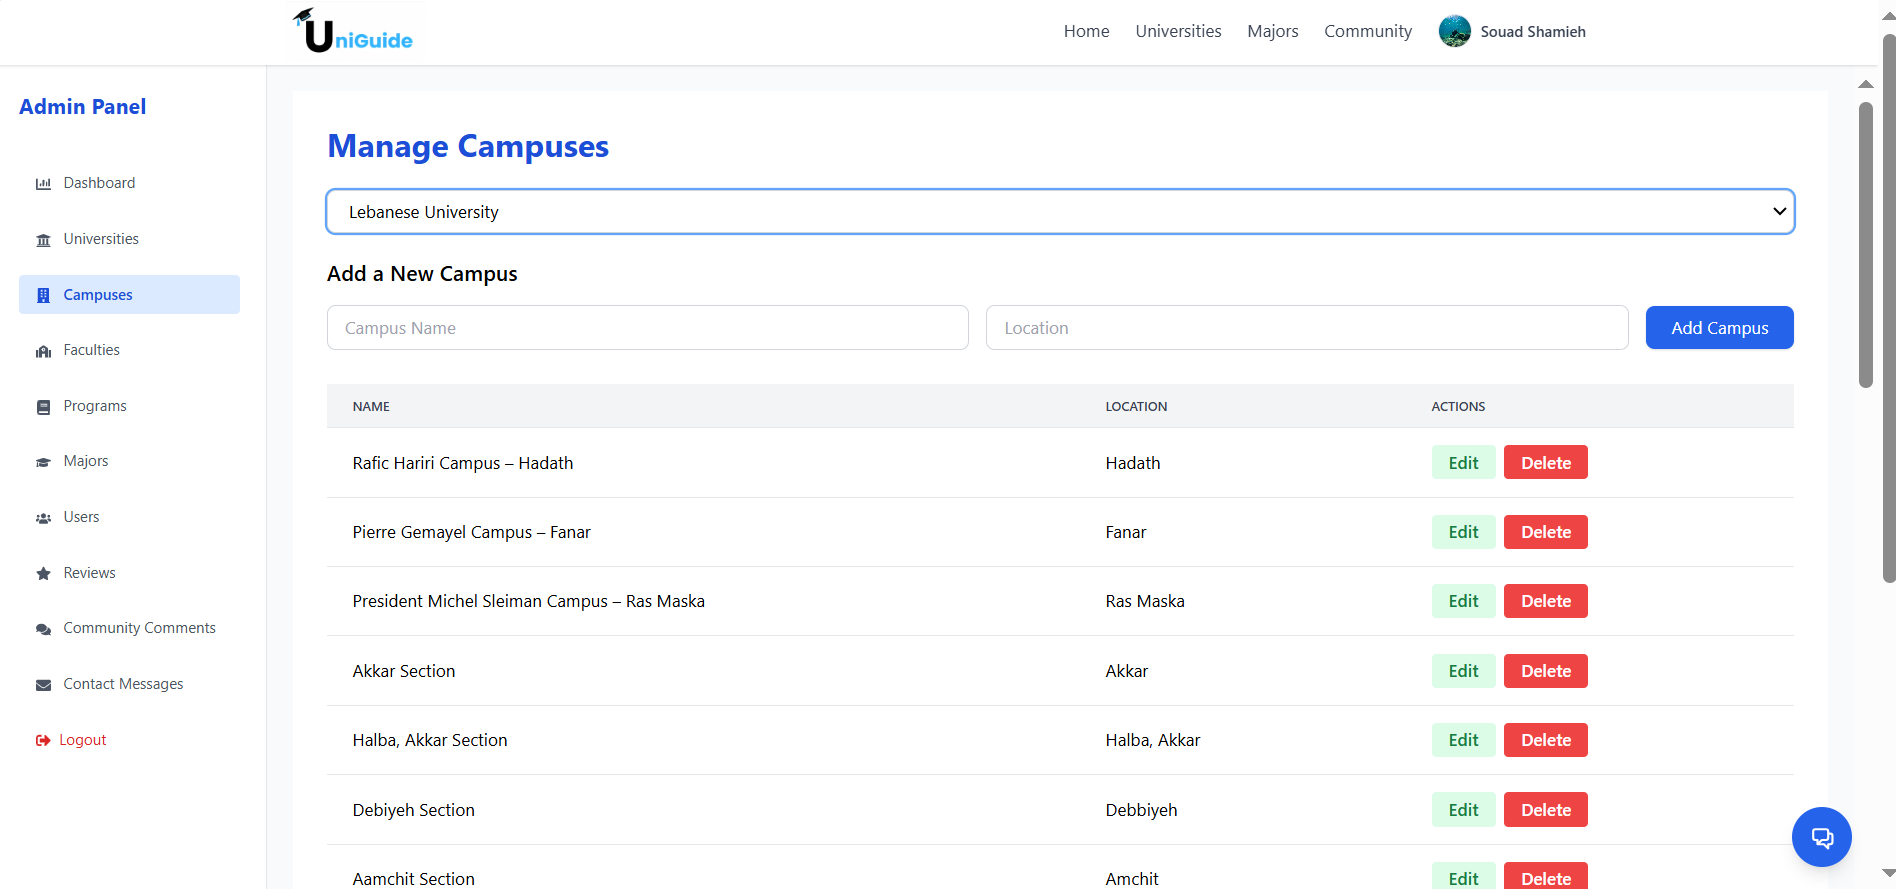 UniGuide
Home Universities Majors Community Souad Shamieh
Admin Panel
Dashboard
Universities
Campuses
Faculties
Programs
Majors
Users
Reviews
Community Comments
Contact Messages
Logout
Manage Campuses
Lebanese University
Add a New Campus
Campus Name Location Add Campus
NAME LOCATION ACTIONS
Rafic Hariri Campus – Hadath Hadath Edit Delete
Pierre Gemayel Campus – Fanar Fanar Edit Delete
President Michel Sleiman Campus – Ras Maska Ras Maska Edit Delete
Akkar Section Akkar Edit Delete
Halba, Akkar Section Halba, Akkar Edit Delete
Debiyeh Section Debbiyeh Edit Delete
Aamchit Section Amchit Edit Delete